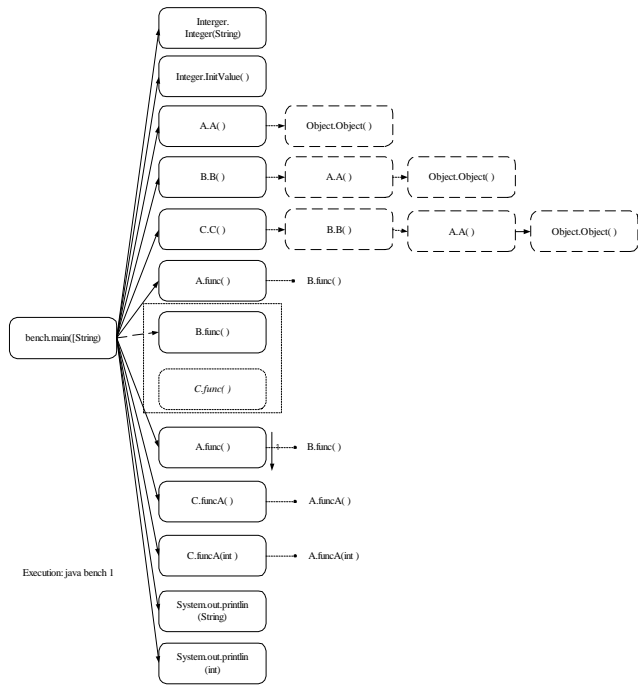 Interger.
Integer(String)
Integer.InitValue( )
A.A( )
Object.Object( )
B.B( )
A.A( )
Object.Object( )
C.C( )
B.B( )
A.A( )
Object.Object( )
A.func( )
B.func( )
bench.main([String)
B.func( )
C.func( )
A.func( )
B.func( )
C.funcA( )
A.funcA( )
C.funcA(int )
A.funcA(int )
Execution: java bench 1
System.out.printlin
(String)
System.out.printlin
(int)